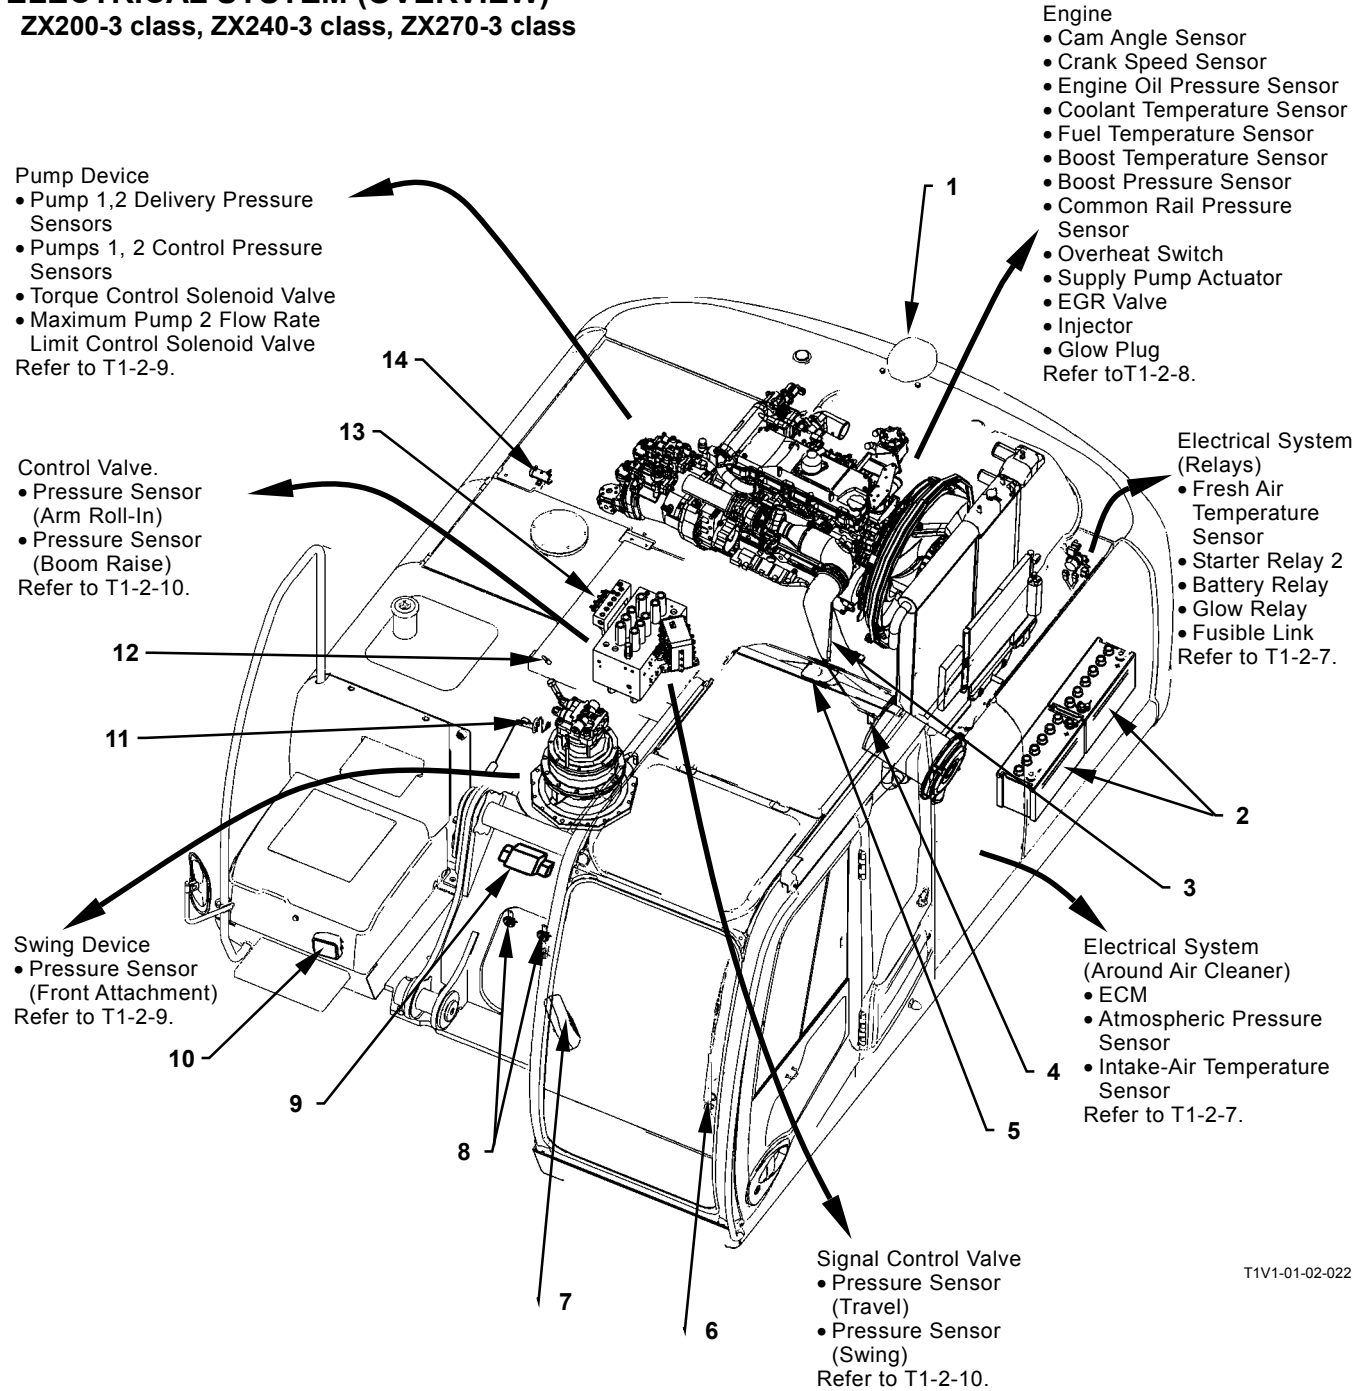 ELECTRICAL SYSTEM (OVERVIEW)
ZX200-3 class, ZX240-3 class, ZX270-3 class
Engine
• Cam Angle Sensor
• Crank Speed Sensor
• Engine Oil Pressure Sensor
• Coolant Temperature Sensor
• Fuel Temperature Sensor
• Boost Temperature Sensor
• Boost Pressure Sensor
• Common Rail Pressure
Sensor
• Overheat Switch
• Supply Pump Actuator
• EGR Valve
• Injector
• Glow Plug
Refer toT1-2-8.
Pump Device
• Pump 1,2 Delivery Pressure
Sensors
• Pumps 1, 2 Control Pressure
Sensors
• Torque Control Solenoid Valve
• Maximum Pump 2 Flow Rate
Limit Control Solenoid Valve
Refer to T1-2-9.
1
14
13
Control Valve.
• Pressure Sensor
(Arm Roll-In)
• Pressure Sensor
(Boom Raise)
Refer to T1-2-10.
Electrical System
(Relays)
• Fresh Air
Temperature
Sensor
• Starter Relay 2
• Battery Relay
• Glow Relay
• Fusible Link
Refer to T1-2-7.
12
11
2
3
Swing Device
• Pressure Sensor
(Front Attachment)
Refer to T1-2-9.
Electrical System
(Around Air Cleaner)
• ECM
• Atmospheric Pressure
Sensor
• Intake-Air Temperature
Sensor
Refer to T1-2-7.
10
9
8
4
5
7
6
Signal Control Valve
• Pressure Sensor
(Travel)
• Pressure Sensor
(Swing)
Refer to T1-2-10.
T1V1-01-02-022